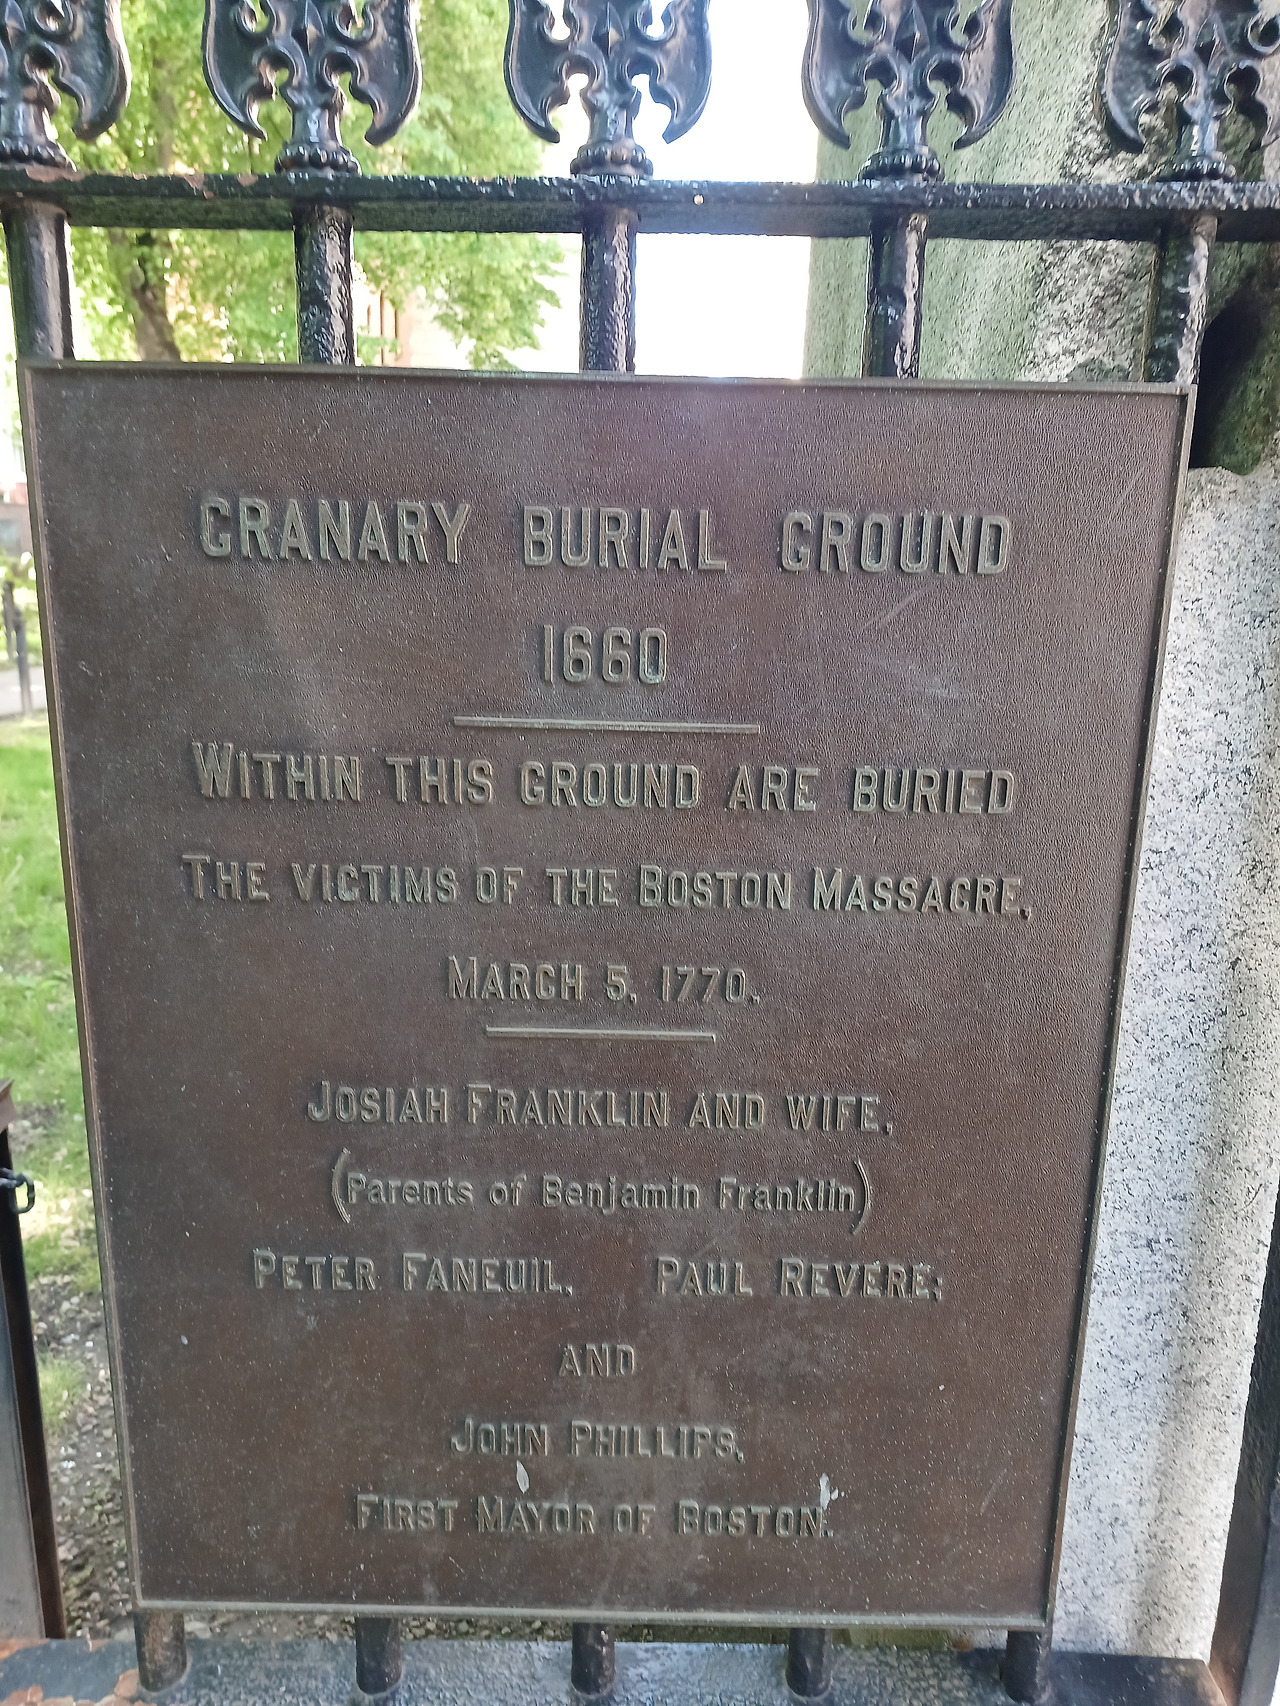 GRANARY BURIAL GROUND
1660
WITHIN THIS GROUND ARE BURIED
THE VICTIMS OF THE BOSTON MASSACRE,
MARCH 5, 1770.
JOSIAH FRANKLIN AND WIFE,
(Parents of Benjamin Franklin)
PETER FANEUIL, PAUL REVERE;
AND
JOHN PHILLIPS,
FIRST MAYOR OF BOSTON.